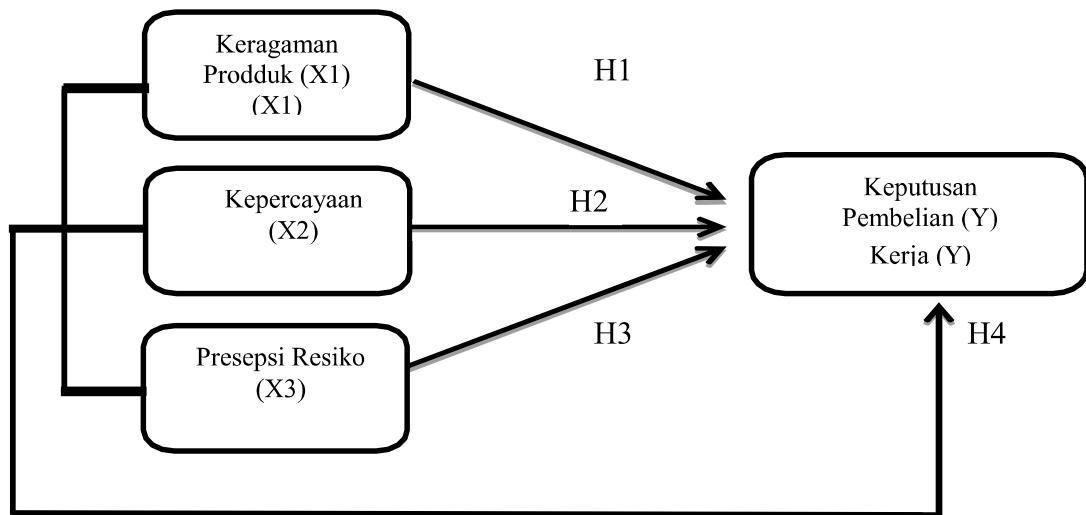 Keragaman
Prodduk (X1)
(X1)
H1
Kepercayaan
(X2)
H2
Keputusan
Pembelian (Y)
Kerja (Y)
Presepsi Resiko
(X3)
H3
H4